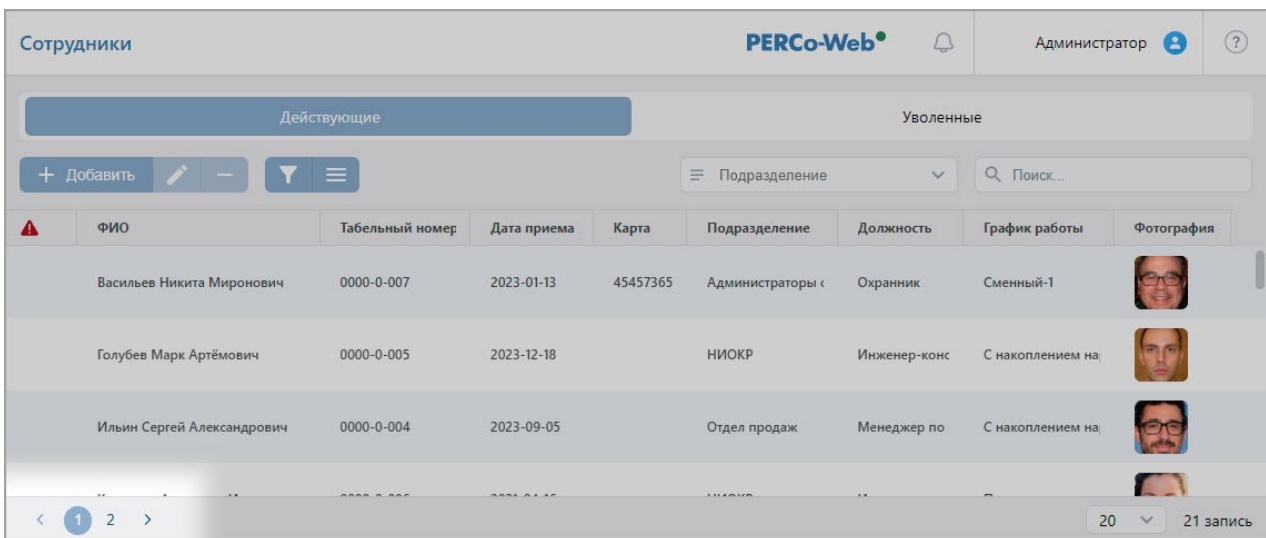 Сотрудники PERCo-Web Администратор ?
Действующие Уволенные
+ Добавить Подразделение Поиск...
ФИО Табельный номер Дата приема Карта Подразделение Должность График работы Фотография
Васильев Никита Миронович 0000-0-007 2023-01-13 45457365 Администраторы с Охранник Сменный-1
Голубев Марк Артёмович 0000-0-005 2023-12-18 НИОКР Инженер-конс С накоплением на
Ильин Сергей Александрович 0000-0-004 2023-09-05 Отдел продаж Менеджер по С накоплением на
< 1 2 > 20 21 запись